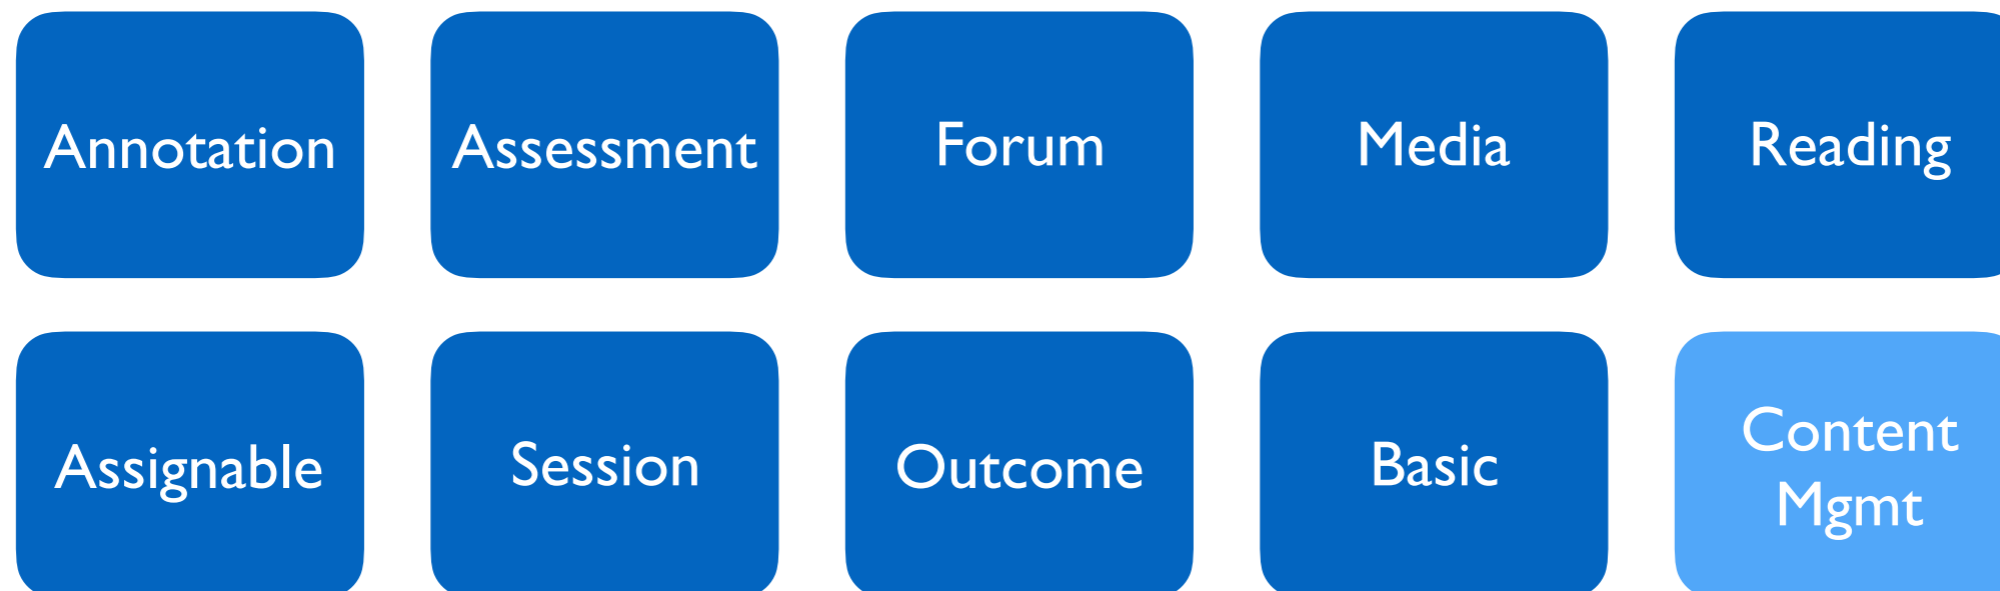 Annotation
Assessment
Forum
Media
Reading
Assignable
Session
Outcome
Basic
Content
Mgmt